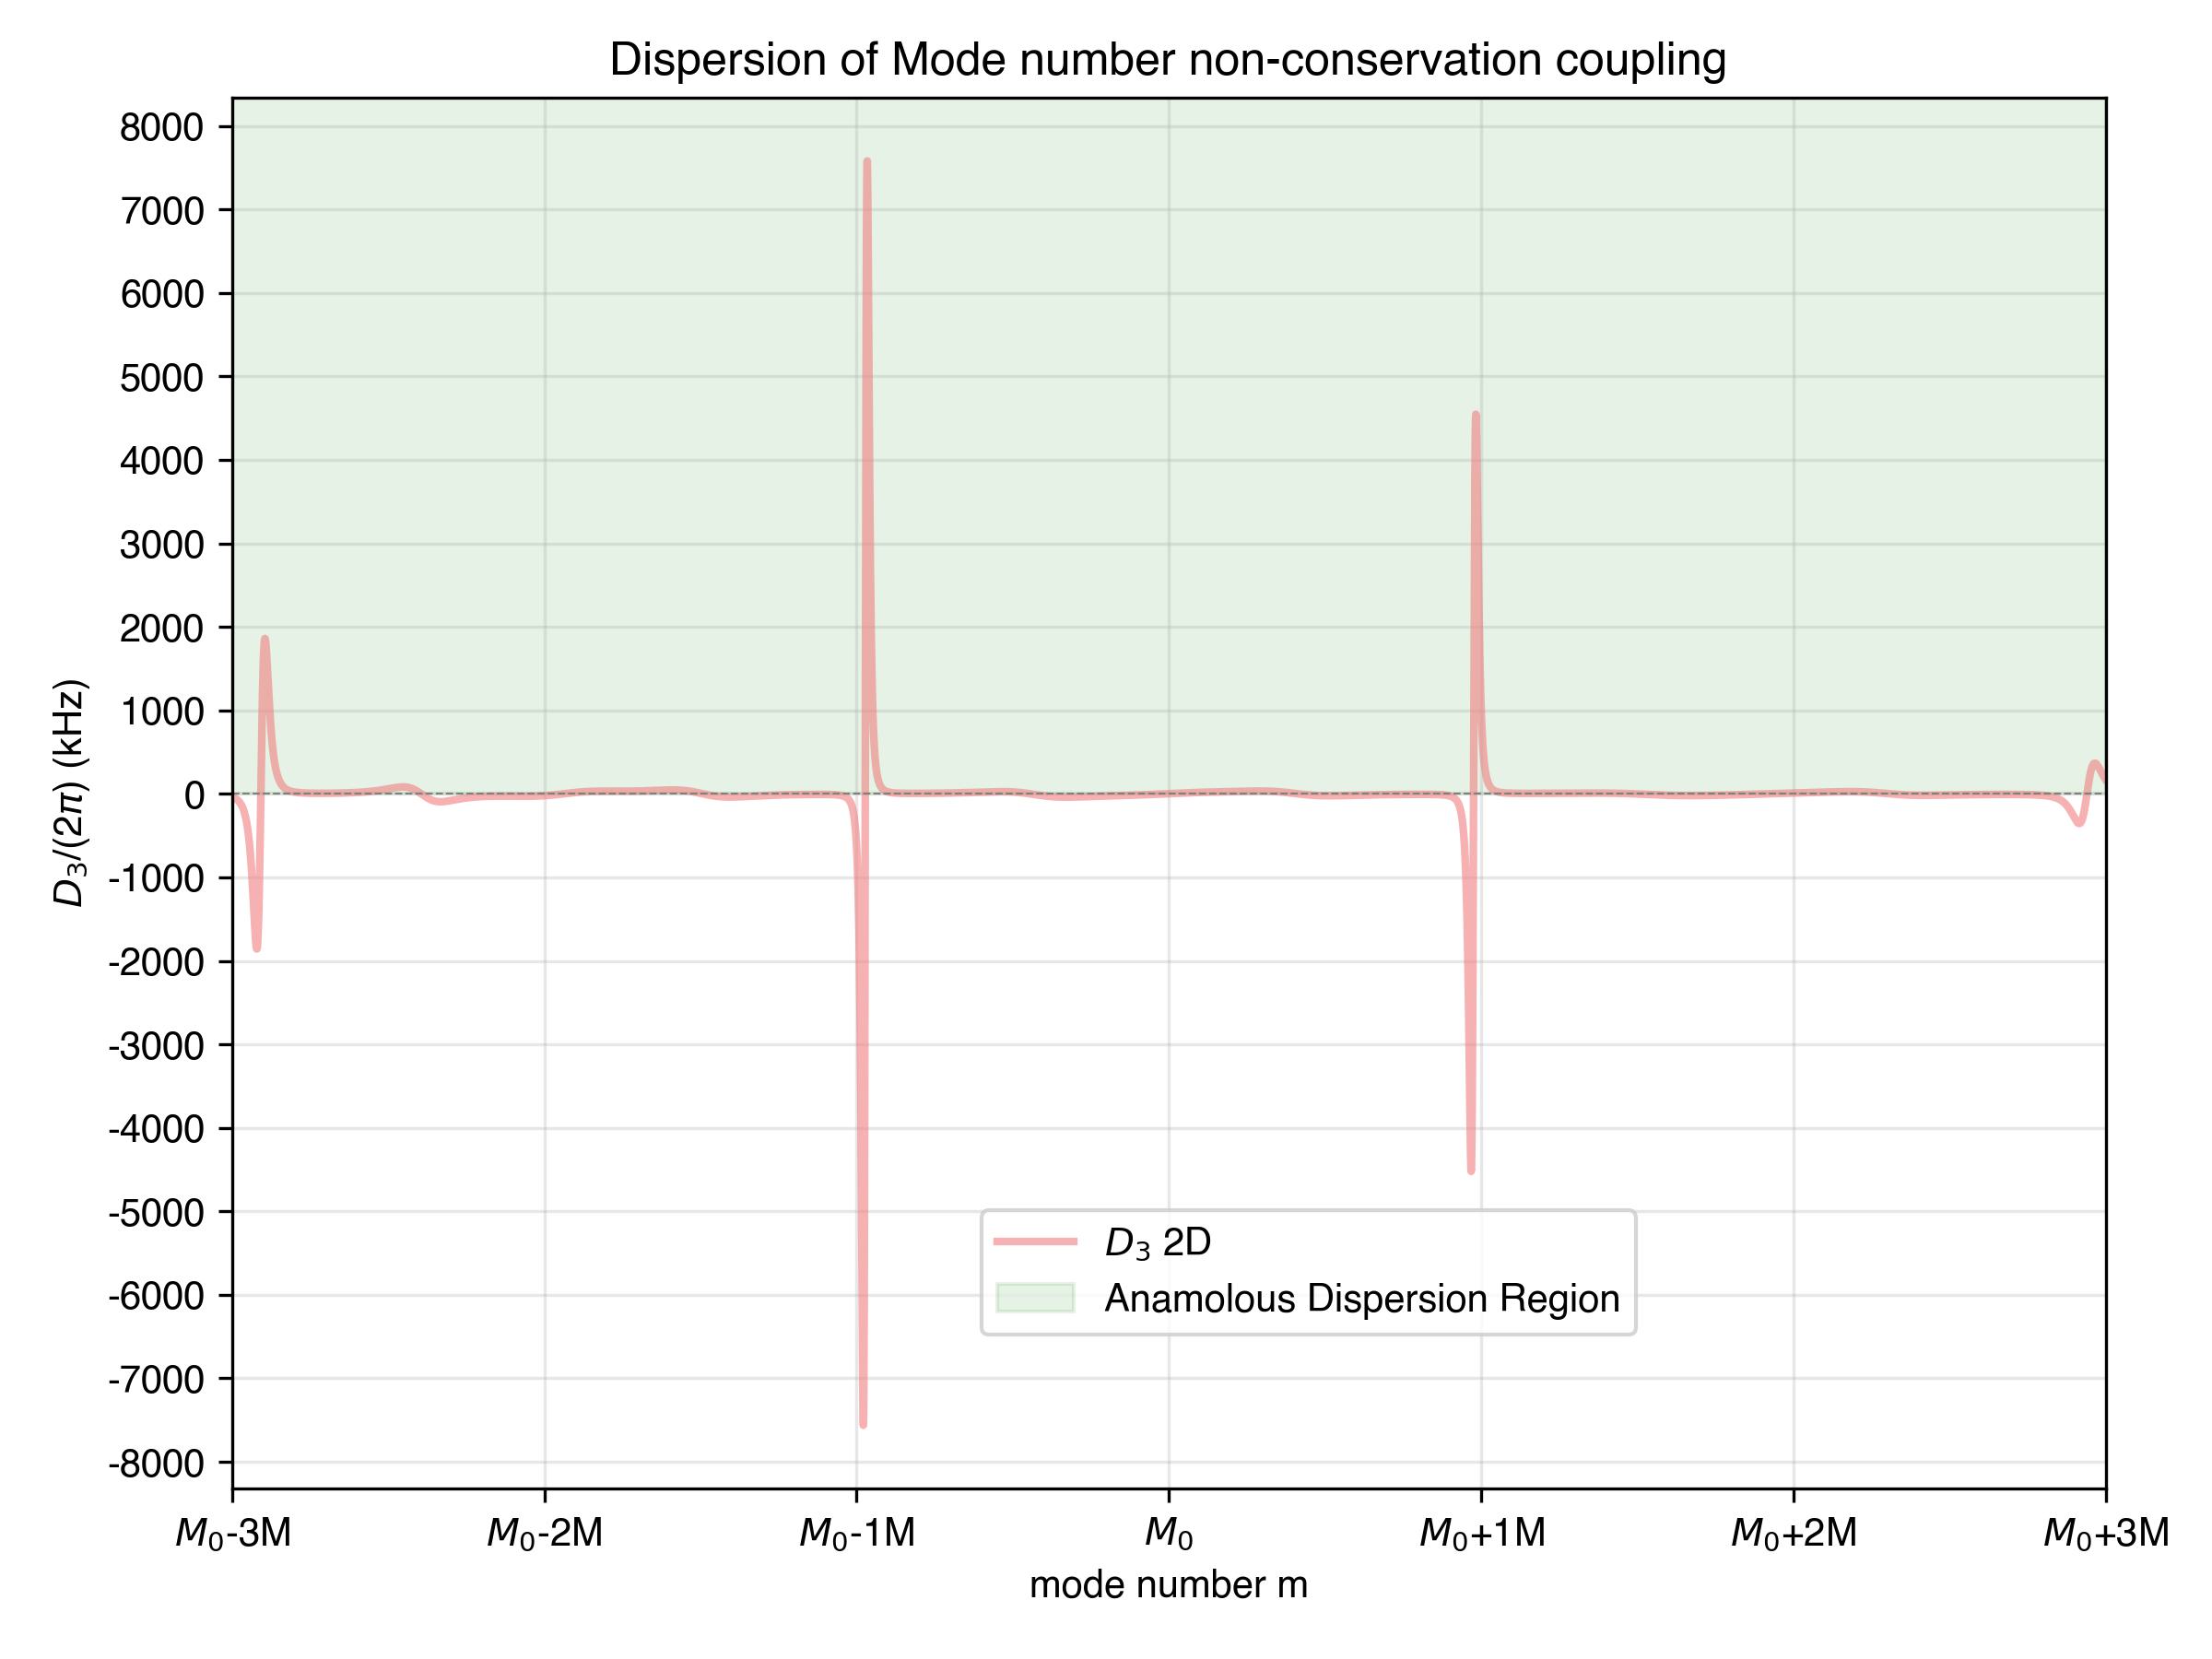 Dispersion of Mode number non-conservation coupling
8000
7000
6000
5000
4000
3000
2000
1000
0
-1000
-2000
-3000
-4000
-5000
-6000
-7000
-8000
D₃/(2π) (kHz)
D₃ 2D
Anamolous Dispersion Region
M₀-3M M₀-2M M₀-1M M₀ M₀+1M M₀+2M M₀+3M
mode number m